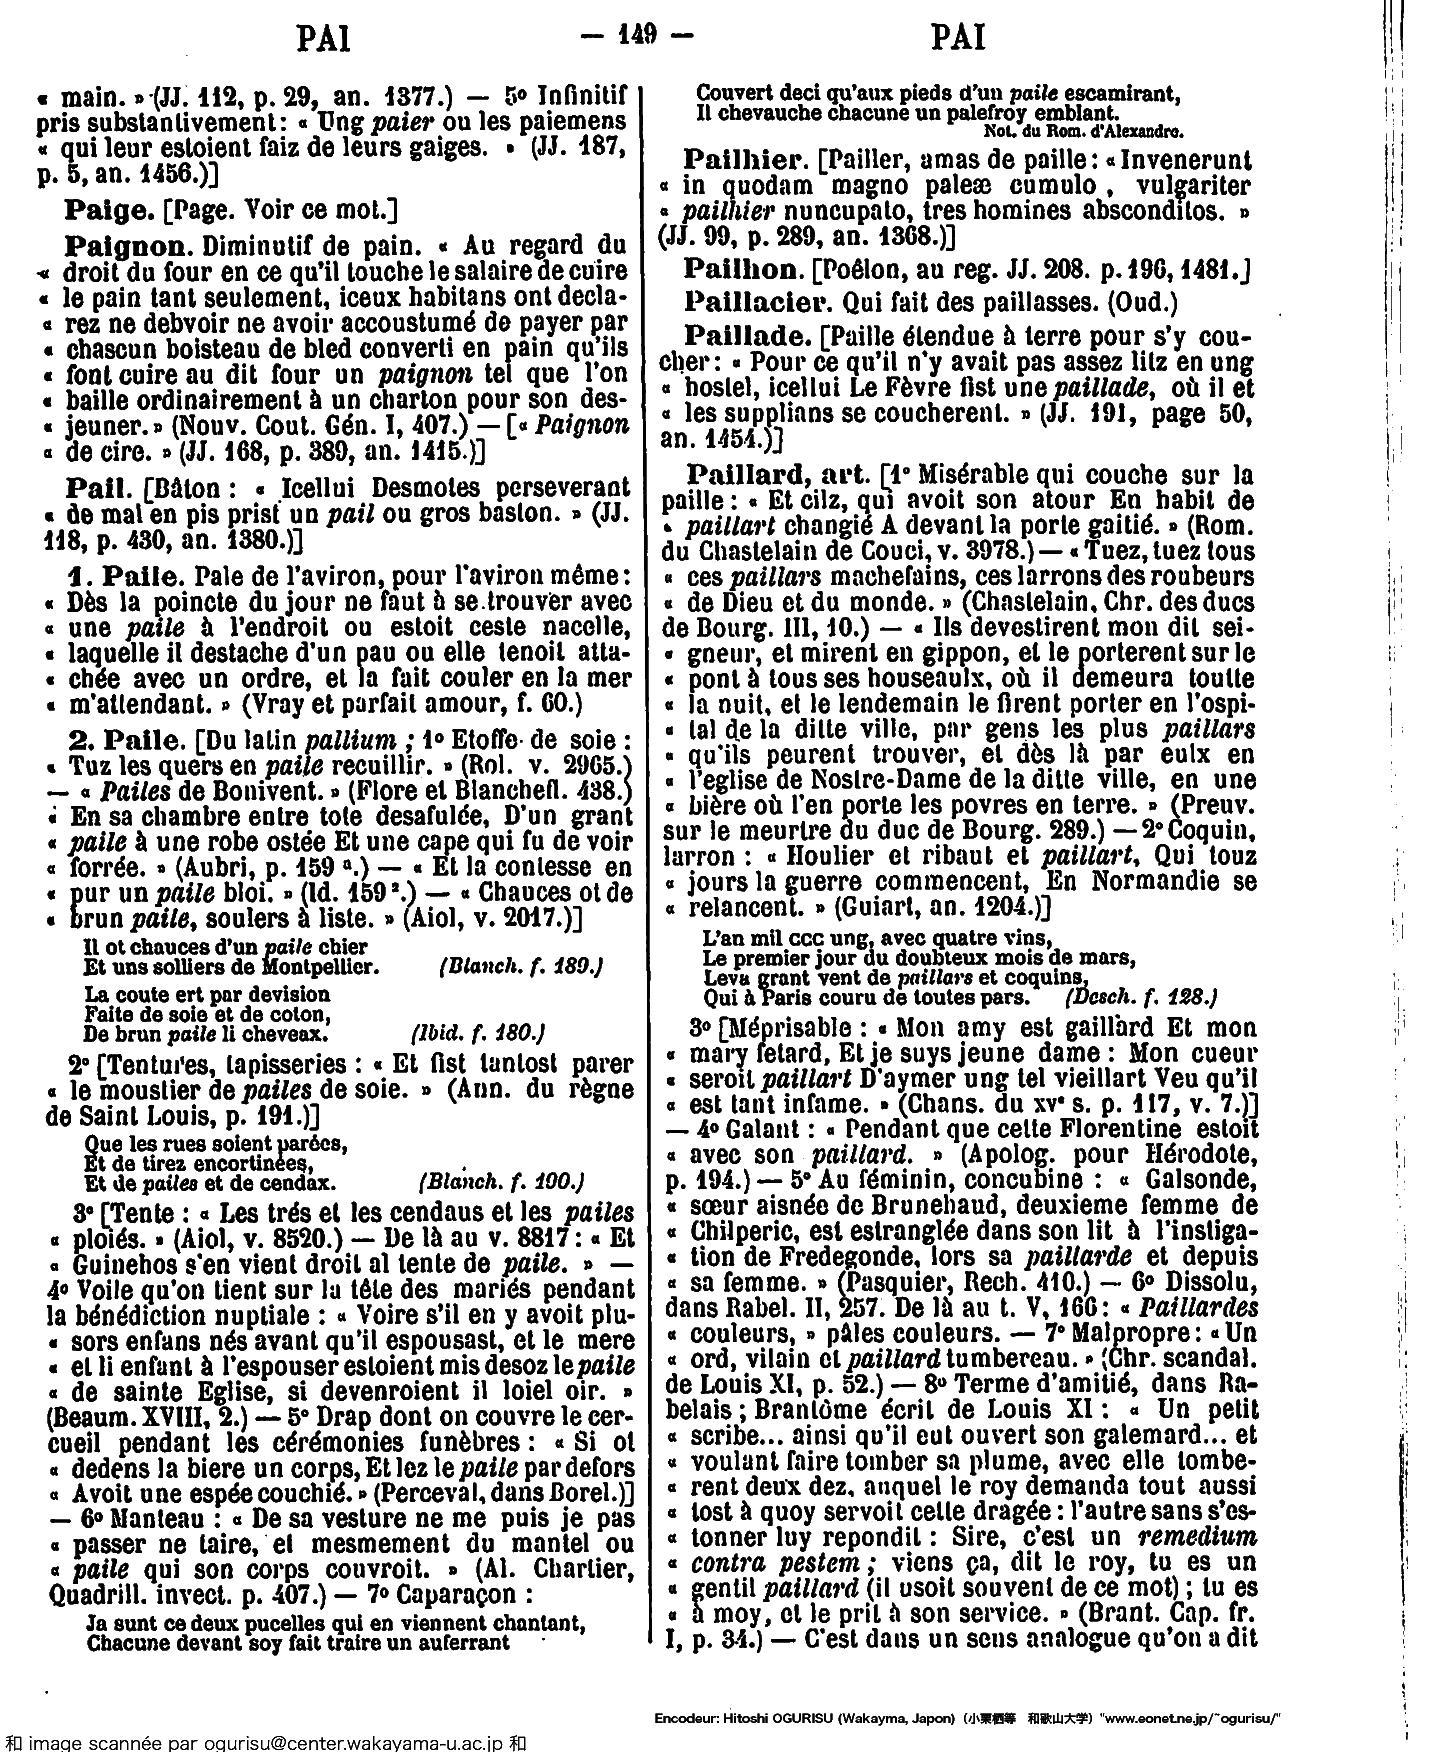 PAI — 149 — PAI
« main. » (JJ. 112, p. 29, an. 1377.) — 5º Infinitif
pris substantivement : « Ung paier ou les paiemens
« qui leur estoient faiz de leurs gaiges. » (JJ. 187,
p. 5, an. 1456.)]
Paige. [Page. Voir ce mot.]
Paignon. Diminutif de pain. « Au regard du
« droit du four en ce qu'il touche le salaire de cuire
« le pain tant seulement, iceux habitans ont decla-
« rez ne debvoir ne avoir accoustumé de payer par
« chascun boisteau de bled converti en pain qu'ils
« font cuire au dit four un paignon tel que l'on
« baille ordinairement à un charton pour son des-
« jeuner. » (Nouv. Cout. Gén. I, 407.) — [« Paignon
« de cire. » (JJ. 168, p. 389, an. 1415.)]
Pail. [Bâton : « Icellui Desmotes perseverant
« de mal en pis prist un pail ou gros baston. » (JJ.
118, p. 430, an. 1380.)]
1. Paile. Pale de l'aviron, pour l'aviron même :
« Dès la poincte du jour ne faut à se trouver avec
« une paile à l'endroit ou estoit ceste nacelle,
« laquelle il destache d'un pau ou elle tenoit atta-
« chée avec un ordre, et la fait couler en la mer
« m'attendant. » (Vray et parfait amour, f. 60.)
2. Paile. [Du latin pallium ; 1º Etoffe de soie :
« Tuz les quers en paile recuillir. » (Rol. v. 2965.)
— « Pailes de Bonivent. » (Flore et Blanchefl. 438.)
« En sa chambre entre tote desafulée, D'un grant
« paile à une robe ostée Et une cape qui fu de voir
« forrée. » (Aubri, p. 159 ª.) — « Et la contesse en
« pur un paile bloi. » (Id. 159 ².) — « Chauces ot de
« brun paile, soulers à liste. » (Aiol, v. 2017.)]
Il ot chauces d'un paile chier
Et uns solliers de Montpellier. (Blanch. f. 189.)
La coute ert par devision
Faite de soie et de coton,
De brun paile li cheveax. (Ibid. f. 180.)
2º [Tentures, tapisseries : « Et fist tantost parer
« le moustier de pailes de soie. » (Ann. du règne
de Saint Louis, p. 191.)]
Que les rues soient parées,
Et de tirez encortinées,
Et de pailes et de cendax. (Blanch. f. 190.)
3º [Tente : « Les trés et les cendaus et les pailes
« ploiés. » (Aiol, v. 8520.) — De là au v. 8817 : « Et
« Guinehos s'en vient droit al tente de paile. » —
4º Voile qu'on tient sur la tête des mariés pendant
la bénédiction nuptiale : « Voire s'il en y avoit plu-
« sors enfans nés avant qu'il espousast, et le mere
« et li enfant à l'espouser estoient mis desoz le paile
« de sainte Eglise, si devenroient il loiel oir. »
(Beaum. XVIII, 2.) — 5º Drap dont on couvre le cer-
cueil pendant les cérémonies funèbres : « Si ot
« dedens la biere un corps, Et lez le paile par defors
« Avoit une espée couchié. » (Perceval, dans Borel.)]
— 6º Manteau : « De sa vesture ne me puis je pas
« passer ne taire, et mesmement du mantel ou
« paile qui son corps couvroit. » (Al. Chartier,
Quadrill. invect. p. 407.) — 7º Caparaçon :
Ja sunt ce deux pucelles qui en viennent chantant,
Chacune devant soy fait traire un auferrant
Couvert deci qu'aux pieds d'un paile escamirant,
Il chevauche chacune un palefroy emblant.
Not. du Rom. d'Alexandre.
Pailhier. [Pailler, amas de paille : « Invenerunt
« in quodam magno paleæ cumulo , vulgariter
« pailhier nuncupato, tres homines absconditos. »
(JJ. 99, p. 289, an. 1368.)]
Pailhon. [Poêlon, au reg. JJ. 208. p. 196, 1481.]
Paillacier. Qui fait des paillasses. (Oud.)
Paillade. [Paille étendue à terre pour s'y cou-
cher : « Pour ce qu'il n'y avait pas assez litz en ung
« hostel, icellui Le Fèvre fist une paillade, où il et
« les supplians se coucherent. » (JJ. 191, page 50,
an. 1454.)]
Paillard, art. [1º Misérable qui couche sur la
paille : « Et cilz, qui avoit son atour En habit de
« paillart changié A devant la porte gaitié. » (Rom.
du Chastelain de Couci, v. 3978.) — « Tuez, tuez tous
« ces paillars machefains, ces larrons des roubeurs
« de Dieu et du monde. » (Chastelain, Chr. des ducs
de Bourg. III, 10.) — « Ils devestirent mon dit sei-
« gneur, et mirent en gippon, et le porterent sur le
« pont à tous ses houseaulx, où il demeura toutte
« la nuit, et le lendemain le firent porter en l'ospi-
« tal de la ditte ville, par gens les plus paillars
« qu'ils peurent trouver, et dès là par eulx en
« l'eglise de Nostre-Dame de la ditte ville, en une
« bière où l'en porte les povres en terre. » (Preuv.
sur le meurtre du duc de Bourg. 289.) — 2º Coquin,
larron : « Houlier et ribaut et paillart, Qui touz
« jours la guerre commencent, En Normandie se
« relancent. » (Guiart, an. 1204.)]
L'an mil ccc ung, avec quatre vins,
Le premier jour du doubteux mois de mars,
Leva grant vent de paillars et coquins,
Qui à Paris couru de toutes pars. (Desch. f. 128.)
3º [Méprisable : « Mon amy est gaillard Et mon
« mary fetard, Et je suys jeune dame : Mon cueur
« seroit paillart D'aymer ung tel vieillart Veu qu'il
« est tant infame. » (Chans. du xvᵉ s. p. 117, v. 7.)]
— 4º Galant : « Pendant que cette Florentine estoit
« avec son paillard. » (Apolog. pour Hérodote,
p. 194.) — 5º Au féminin, concubine : « Galsonde,
« sœur aisnée de Brunehaud, deuxieme femme de
« Chilperic, est estranglée dans son lit à l'instiga-
« tion de Fredegonde, lors sa paillarde et depuis
« sa femme. » (Pasquier, Rech. 410.) — 6º Dissolu,
dans Rabel. II, 257. De là au t. V, 166 : « Paillardes
« couleurs, » pâles couleurs. — 7º Malpropre : « Un
« ord, vilain et paillard tumbereau. » (Chr. scandal.
de Louis XI, p. 52.) — 8º Terme d'amitié, dans Ra-
belais ; Brantôme écrit de Louis XI : « Un petit
« scribe... ainsi qu'il eut ouvert son galemard... et
« voulant faire tomber sa plume, avec elle tombe-
« rent deux dez, auquel le roy demanda tout aussi
« tost à quoy servoit cette dragée : l'autre sans s'es-
« tonner luy repondit : Sire, c'est un remedium
« contra pestem ; viens ça, dit le roy, tu es un
« gentil paillard (il usoit souvent de ce mot) ; tu es
« à moy, et le prit à son service. » (Brant. Cap. fr.
I, p. 34.) — C'est dans un sens analogue qu'on a dit
Encodeur: Hitoshi OGURISU (Wakayma, Japon) (小栗栖等 和歌山大学) "www.eonet.ne.jp/~ogurisu/"
和 image scannée par ogurisu@center.wakayama-u.ac.jp 和